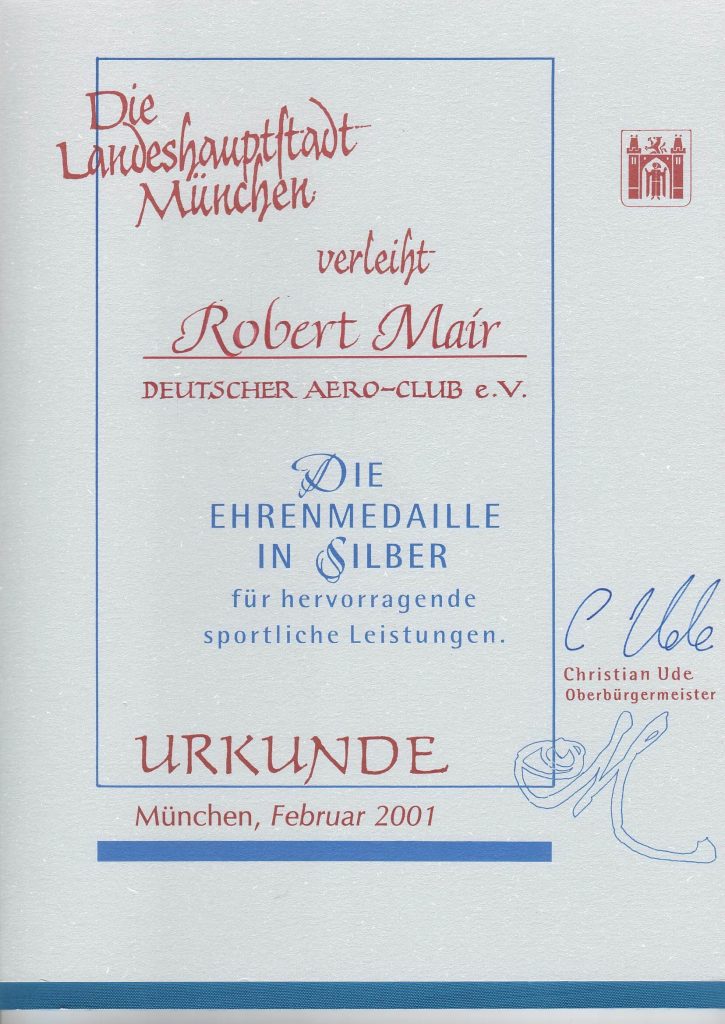 Die
Landeshauptstadt
München
verleiht
Robert Mair
DEUTSCHER AERO-CLUB e.V.
DIE
EHRENMEDAILLE
IN SILBER
für hervorragende
sportliche Leistungen.
C Ude
Christian Ude
Oberbürgermeister
URKUNDE
M
München, Februar 2001